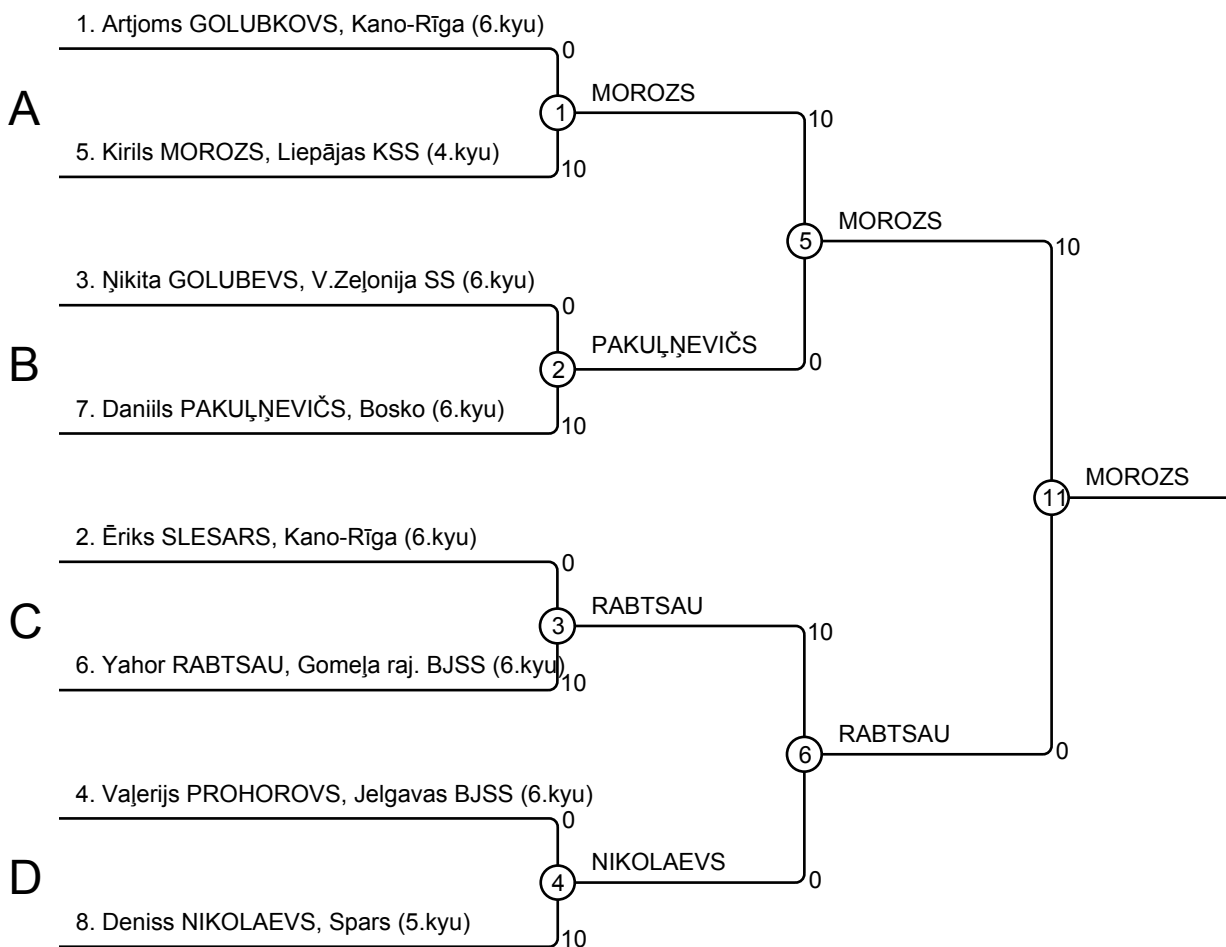 1. Artjoms GOLUBKOVS, Kano-Rīga (6.kyu)
0
A
1
MOROZS
10
5. Kirils MOROZS, Liepājas KSS (4.kyu)
10
5
MOROZS
10
3. Ņikita GOLUBEVS, V.Zeļonija SS (6.kyu)
0
B
2
PAKUĻŅEVIČS
0
7. Daniils PAKUĻŅEVIČS, Bosko (6.kyu)
10
11
MOROZS
2. Ēriks SLESARS, Kano-Rīga (6.kyu)
0
C
3
RABTSAU
10
6. Yahor RABTSAU, Gomeļa raj. BJSS (6.kyu)
10
6
RABTSAU
0
4. Vaļerijs PROHOROVS, Jelgavas BJSS (6.kyu)
0
D
4
NIKOLAEVS
0
8. Deniss NIKOLAEVS, Spars (5.kyu)
10